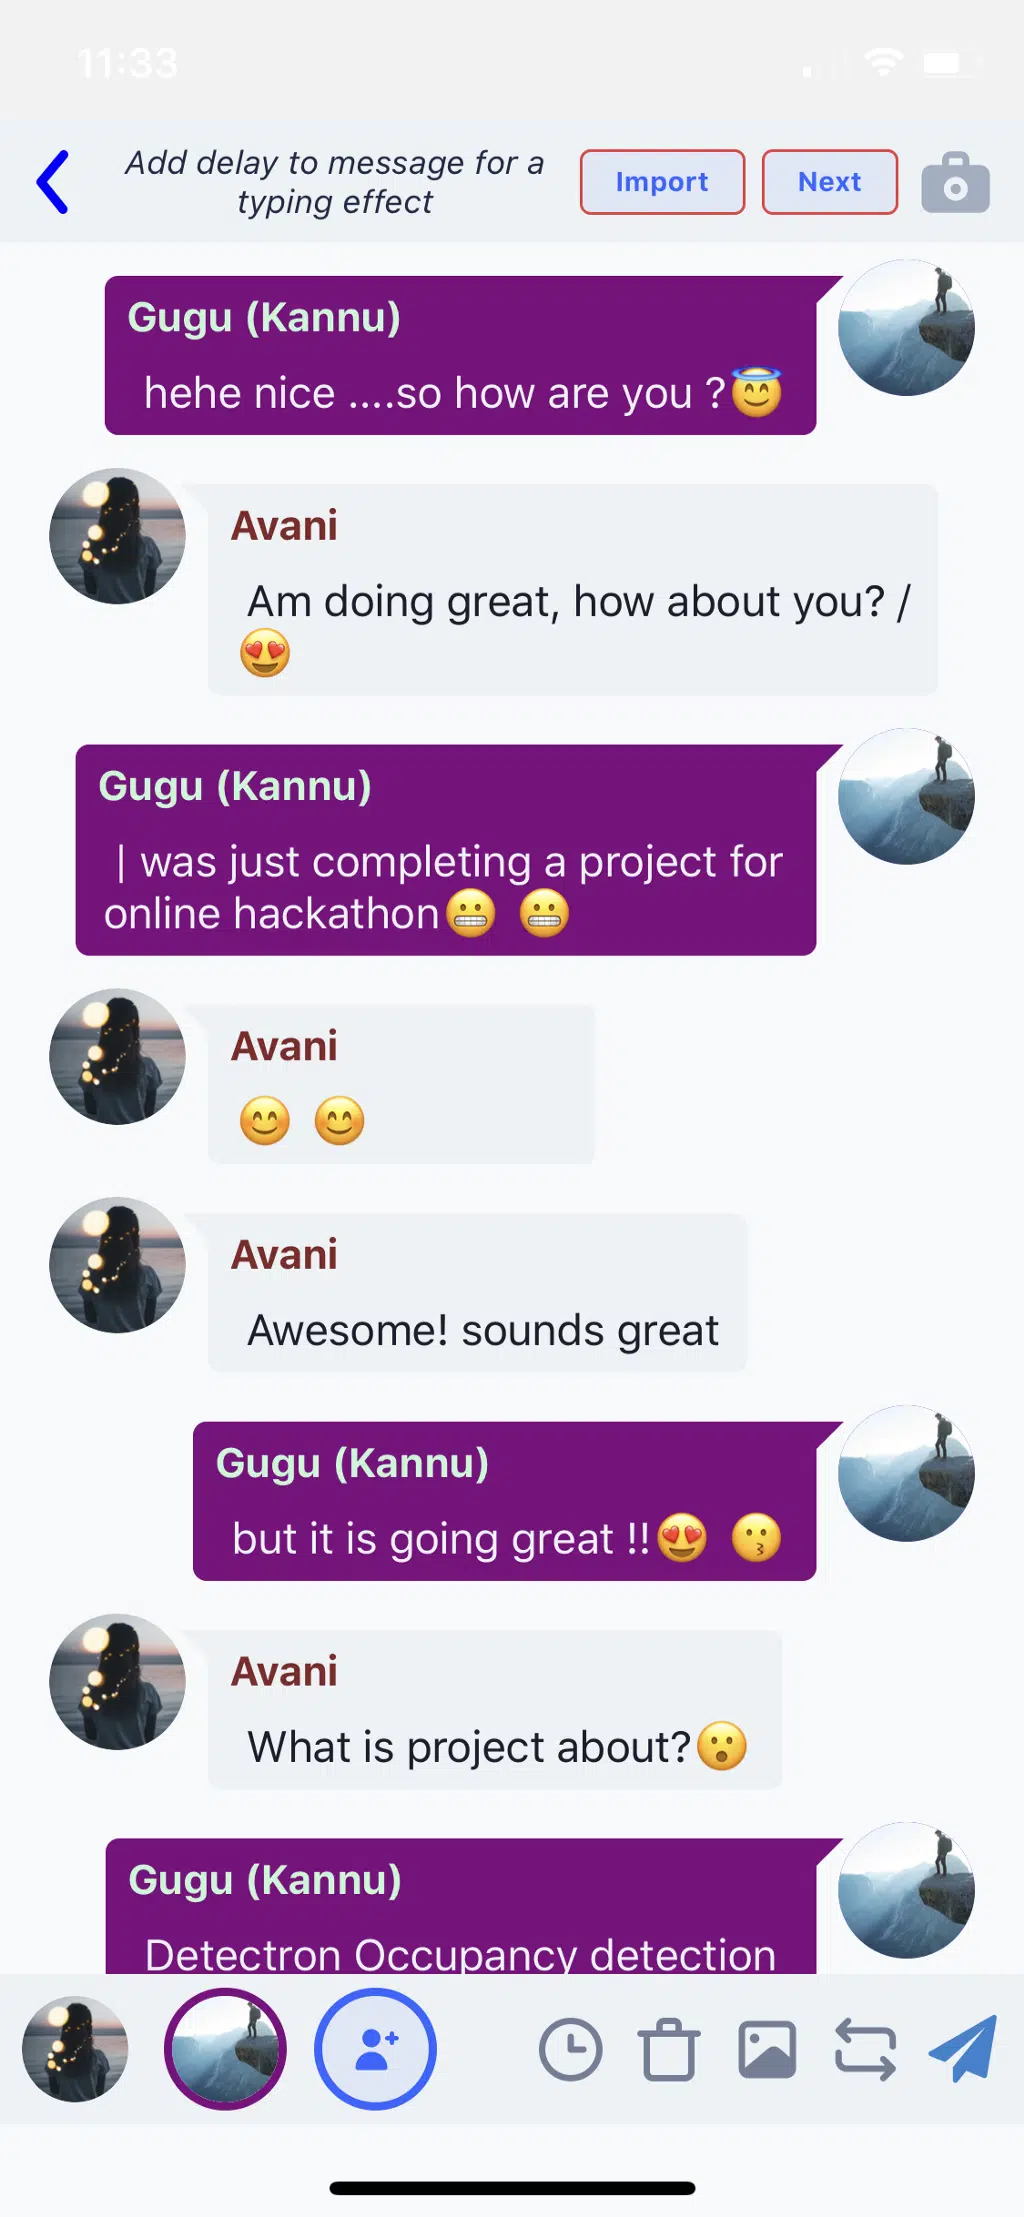 11:33
Add delay to message for a
typing effect
Import
Next
Gugu (Kannu)
hehe nice ....so how are you ?😇
Avani
Am doing great, how about you? /
😍
Gugu (Kannu)
| was just completing a project for
online hackathon😬 😬
Avani
😊 😊
Avani
Awesome! sounds great
Gugu (Kannu)
but it is going great !!😍 😗
Avani
What is project about?😮
Gugu (Kannu)
Detectron Occupancy detection